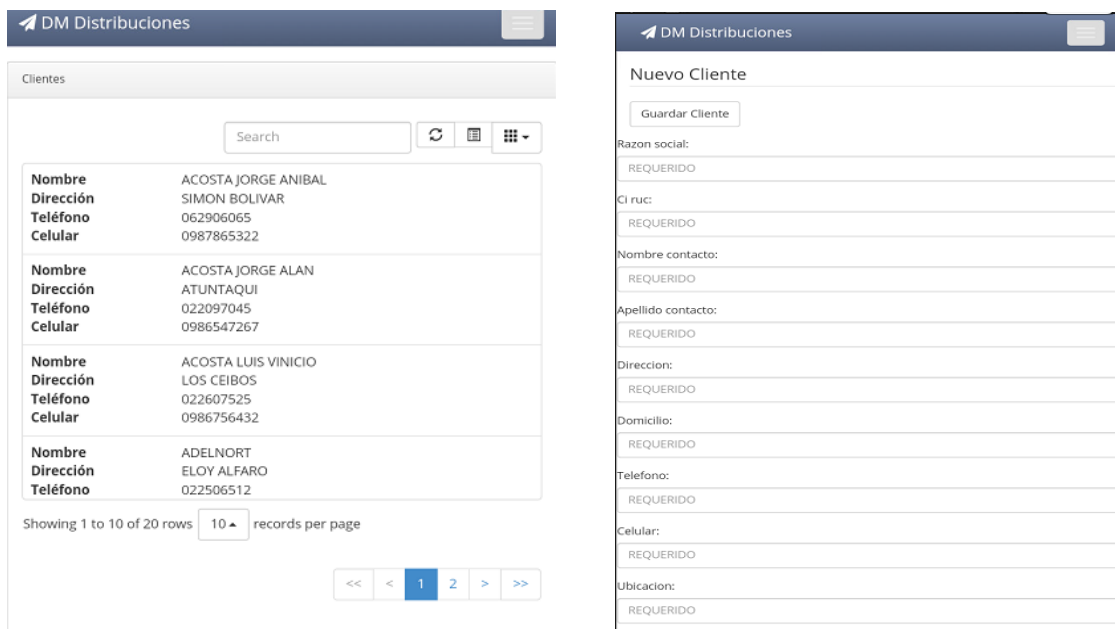 DM Distribuciones
Clientes
Search
Nombre ACOSTA JORGE ANIBAL
Dirección SIMON BOLIVAR
Teléfono 062906065
Celular 0987865322
Nombre ACOSTA JORGE ALAN
Dirección ATUNTAQUI
Teléfono 022097045
Celular 0986547267
Nombre ACOSTA LUIS VINICIO
Dirección LOS CEIBOS
Teléfono 022607525
Celular 0986756432
Nombre ADELNORT
Dirección ELOY ALFARO
Teléfono 022506512
Showing 1 to 10 of 20 rows 10 records per page
<< < 1 2 > >>
DM Distribuciones
Nuevo Cliente
Guardar Cliente
Razon social:
REQUERIDO
Ci ruc:
REQUERIDO
Nombre contacto:
REQUERIDO
Apellido contacto:
REQUERIDO
Direccion:
REQUERIDO
Domicilio:
REQUERIDO
Telefono:
REQUERIDO
Celular:
REQUERIDO
Ubicacion:
REQUERIDO